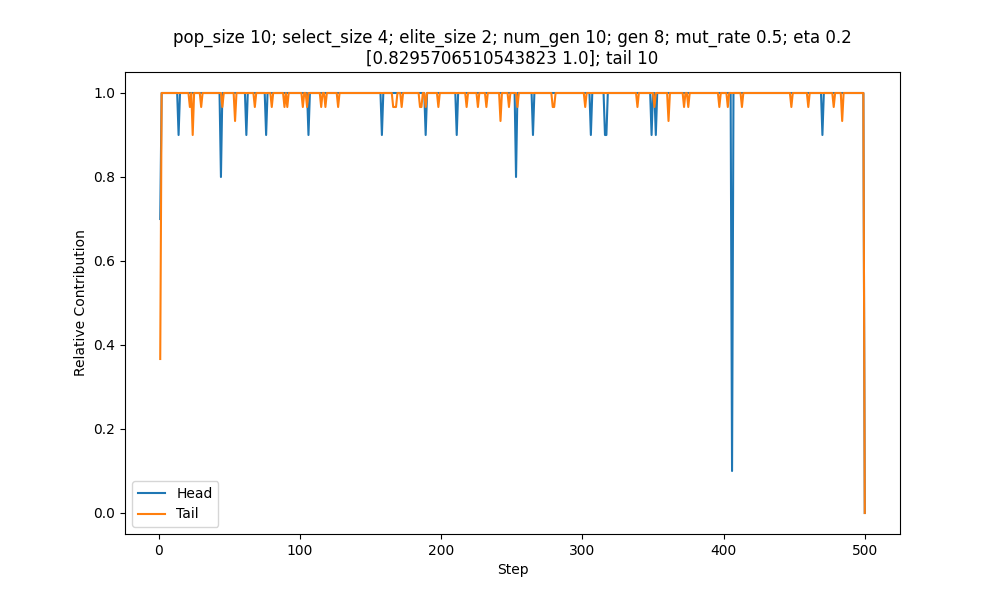 pop_size 10; select_size 4; elite_size 2; num_gen 10; gen 8; mut_rate 0.5; eta 0.2
[0.8295706510543823 1.0]; tail 10
1.0
0.8
0.6
0.4
0.2
0.0
Relative Contribution
Head
Tail
0
100
200
300
400
500
Step